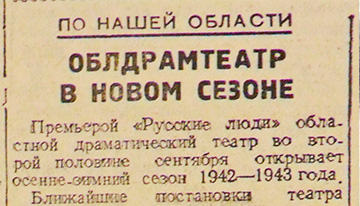 ПО НАШЕЙ ОБЛАСТИ
ОБЛДРАМТЕАТР
В НОВОМ СЕЗОНЕ
Премьерой «Русские люди» обла-
стной драматический театр во вто-
рой половине сентября открывает
осенне-зимний сезон 1942—1943 года.
Ближайшие постановки театра